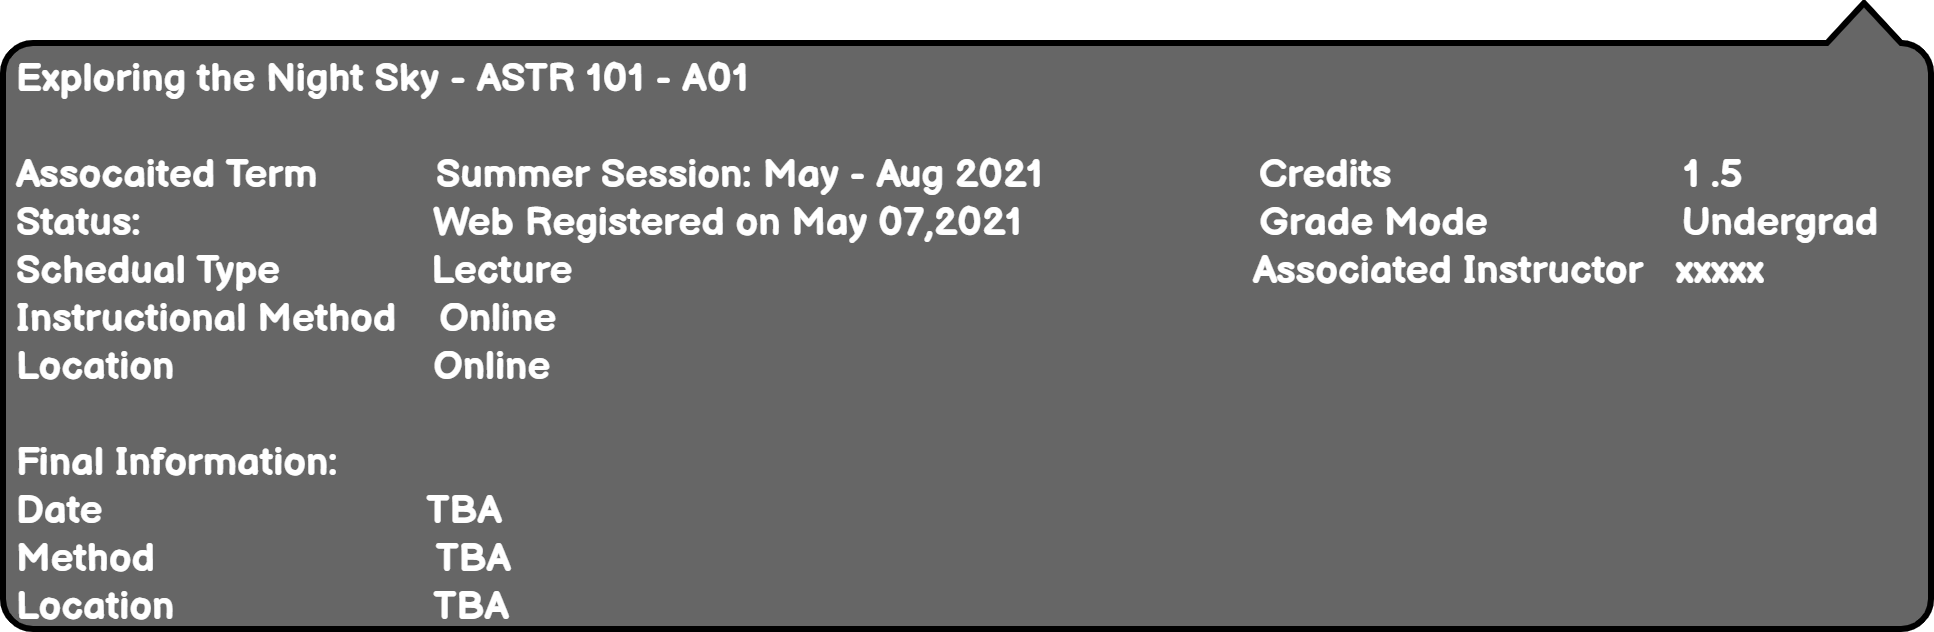 Exploring the Night Sky - ASTR 101 - A01
Assocaited Term Summer Session: May - Aug 2021 Credits 1 .5
Status: Web Registered on May 07,2021 Grade Mode Undergrad
Schedual Type Lecture Associated Instructor xxxxx
Instructional Method Online
Location Online
Final Information:
Date TBA
Method TBA
Location TBA